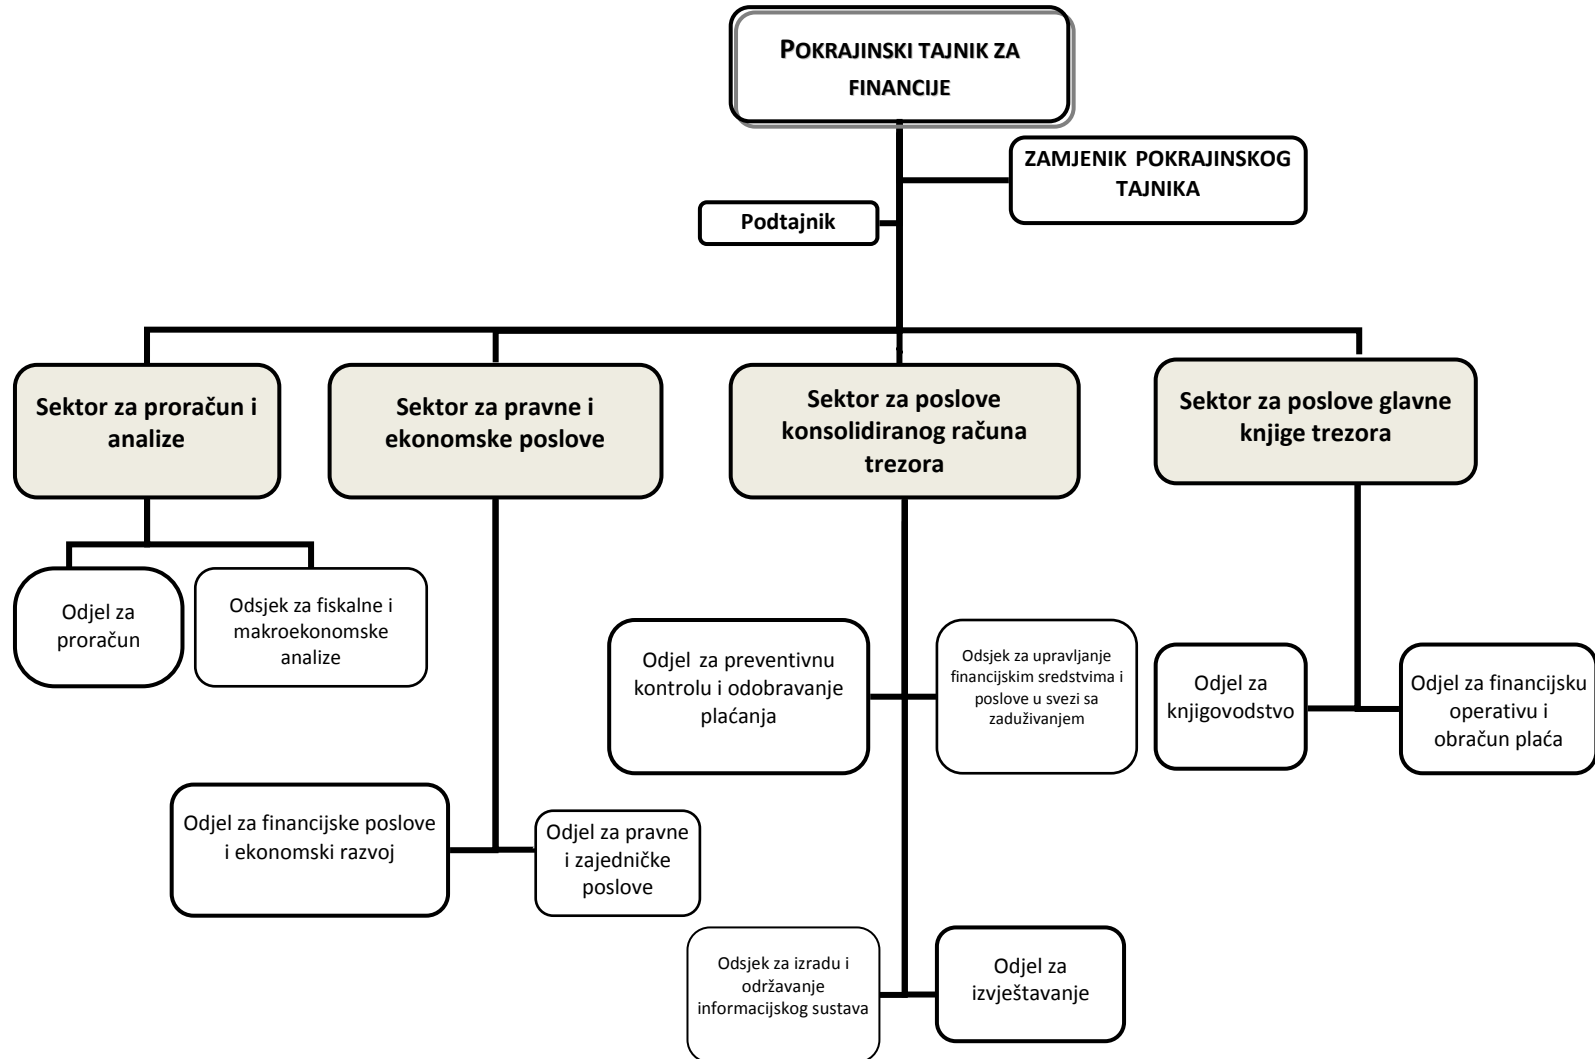 POKRAJINSKI TAJNIK ZA
FINANCIJE
ZAMJENIK POKRAJINSKOG
TAJNIKA
Podtajnik
Sektor za proračun i
analize
Sektor za pravne i
ekonomske poslove
Sektor za poslove
konsolidiranog računa
trezora
Sektor za poslove glavne
knjige trezora
Odjel za
proračun
Odsjek za fiskalne i
makroekonomske
analize
Odjel za preventivnu
kontrolu i odobravanje
plaćanja
Odsjek za upravljanje
financijskim sredstvima i
poslove u svezi sa
zaduživanjem
Odjel za
knjigovodstvo
Odjel za financijsku
operativu i
obračun plaća
Odjel za financijske poslove
i ekonomski razvoj
Odjel za pravne
i zajedničke
poslove
Odsjek za izradu i
održavanje
informacijskog sustava
Odjel za
izvještavanje